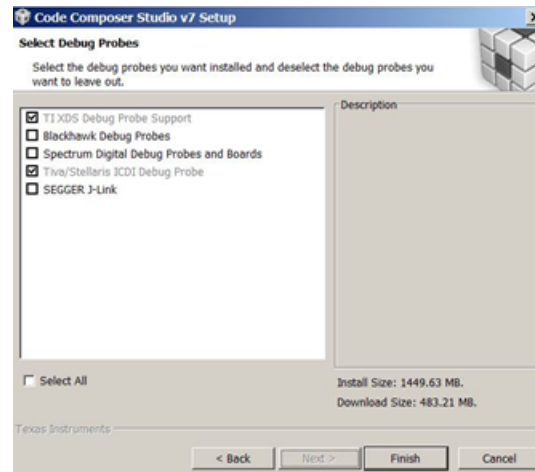 Code Composer Studio v7 Setup
Select Debug Probes
Select the debug probes you want installed and deselect the debug probes you
want to leave out.
TI XDS Debug Probe Support
Blackhawk Debug Probes
Spectrum Digital Debug Probes and Boards
Tiva/Stellaris ICDI Debug Probe
SEGGER J-Link
Description
Select All
Install Size: 1449.63 MB.
Download Size: 483.21 MB.
Texas Instruments
< Back
Next >
Finish
Cancel